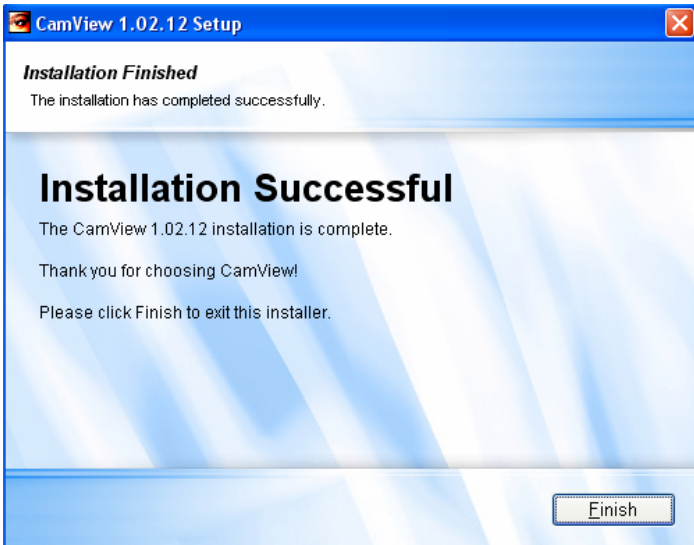 CamView 1.02.12 Setup
Installation Finished
The installation has completed successfully.
Installation Successful
The CamView 1.02.12 installation is complete.
Thank you for choosing CamView!
Please click Finish to exit this installer.
Finish